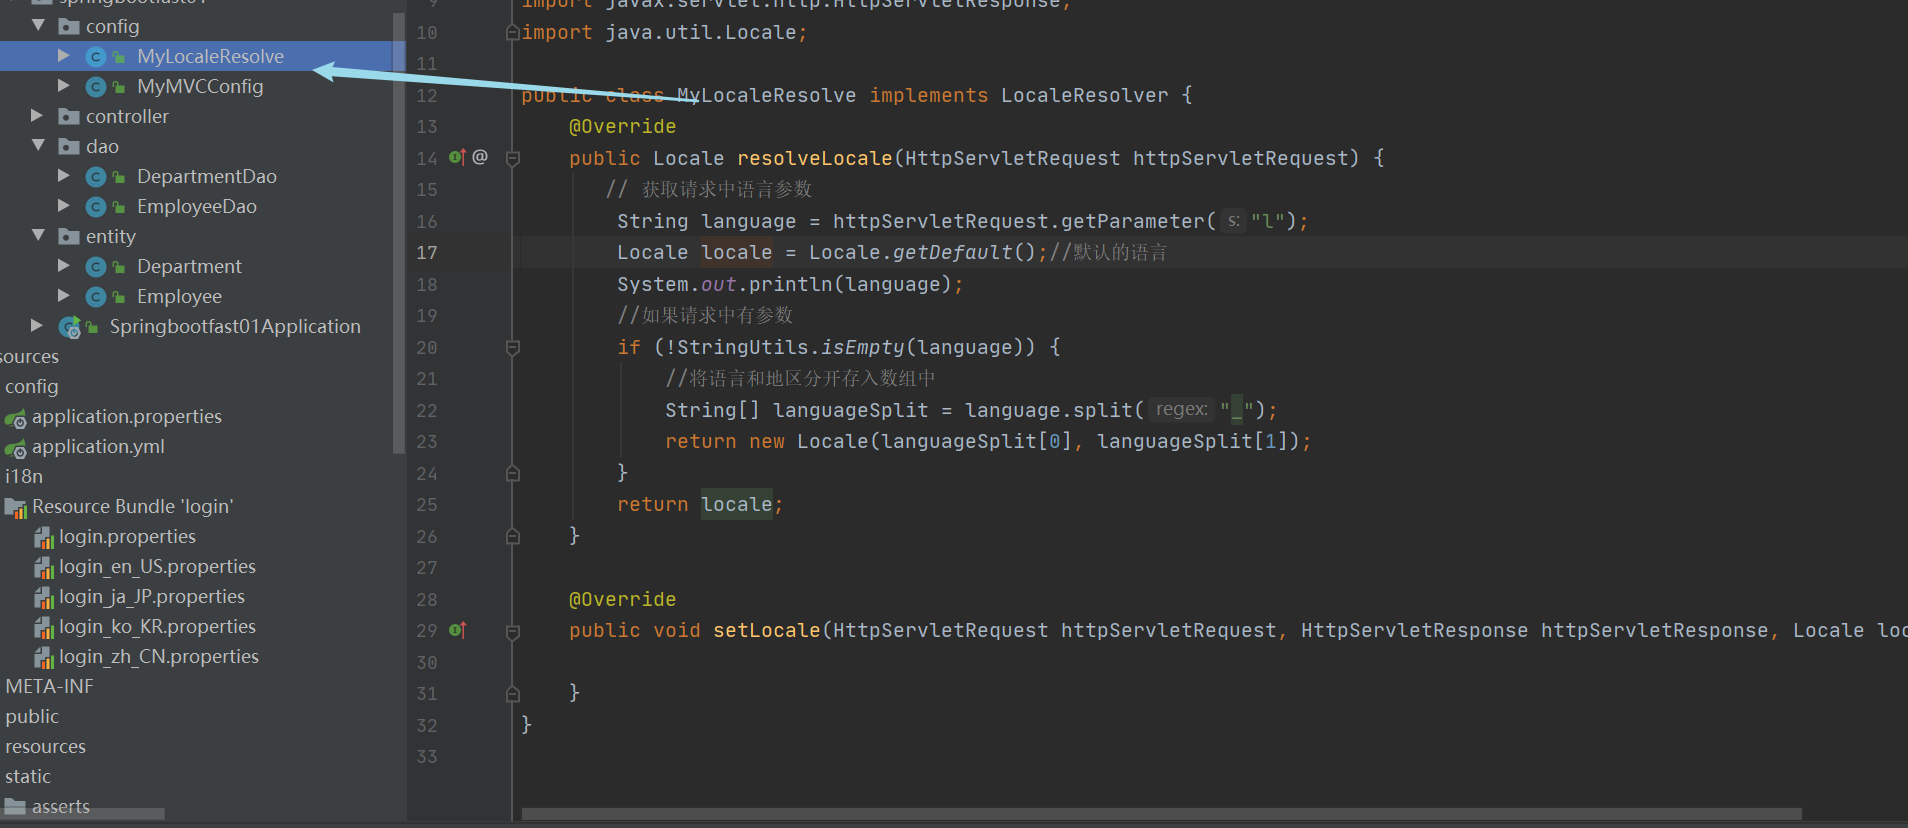 springbootfast01
config
MyLocaleResolve
MyMVCConfig
controller
dao
DepartmentDao
EmployeeDao
entity
Department
Employee
Springbootfast01Application
sources
config
application.properties
application.yml
i18n
Resource Bundle 'login'
login.properties
login_en_US.properties
login_ja_JP.properties
login_ko_KR.properties
login_zh_CN.properties
META-INF
public
resources
static
asserts
9 import javax.servlet.http.HttpServletResponse;
10 import java.util.Locale;
11
12 public class MyLocaleResolve implements LocaleResolver {
13 @Override
14 @ public Locale resolveLocale(HttpServletRequest httpServletRequest) {
15 // 获取请求中语言参数
16 String language = httpServletRequest.getParameter( s: "l");
17 Locale locale = Locale.getDefault();//默认的语言
18 System.out.println(language);
19 //如果请求中有参数
20 if (!StringUtils.isEmpty(language)) {
21 //将语言和地区分开存入数组中
22 String[] languageSplit = language.split( regex: "_");
23 return new Locale(languageSplit[0], languageSplit[1]);
24 }
25 return locale;
26 }
27
28 @Override
29 public void setLocale(HttpServletRequest httpServletRequest, HttpServletResponse httpServletResponse, Locale loc
30
31 }
32 }
33